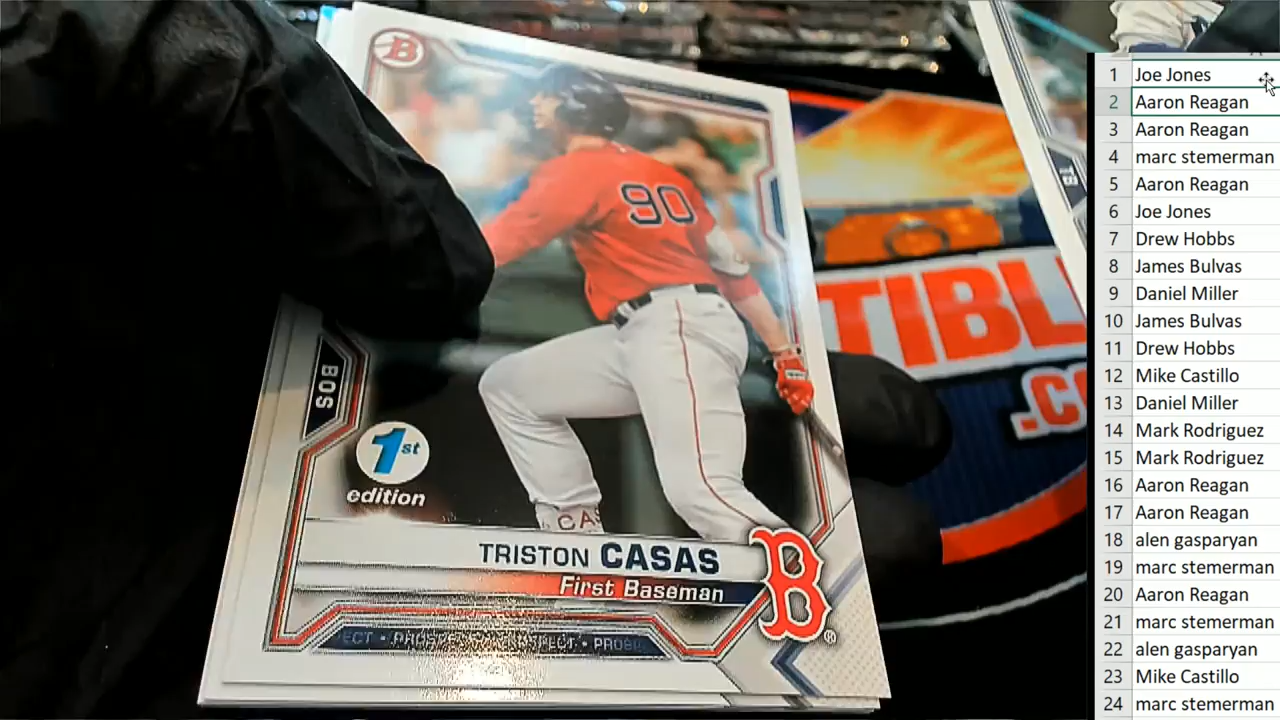 B
90
BOS
1st
edition
CAS
TRISTON CASAS
First Baseman
B ®
TIBL
.C
1 Joe Jones
2 Aaron Reagan
3 Aaron Reagan
4 marc stemerman
5 Aaron Reagan
6 Joe Jones
7 Drew Hobbs
8 James Bulvas
9 Daniel Miller
10 James Bulvas
11 Drew Hobbs
12 Mike Castillo
13 Daniel Miller
14 Mark Rodriguez
15 Mark Rodriguez
16 Aaron Reagan
17 Aaron Reagan
18 alen gasparyan
19 marc stemerman
20 Aaron Reagan
21 marc stemerman
22 alen gasparyan
23 Mike Castillo
24 marc stemerman